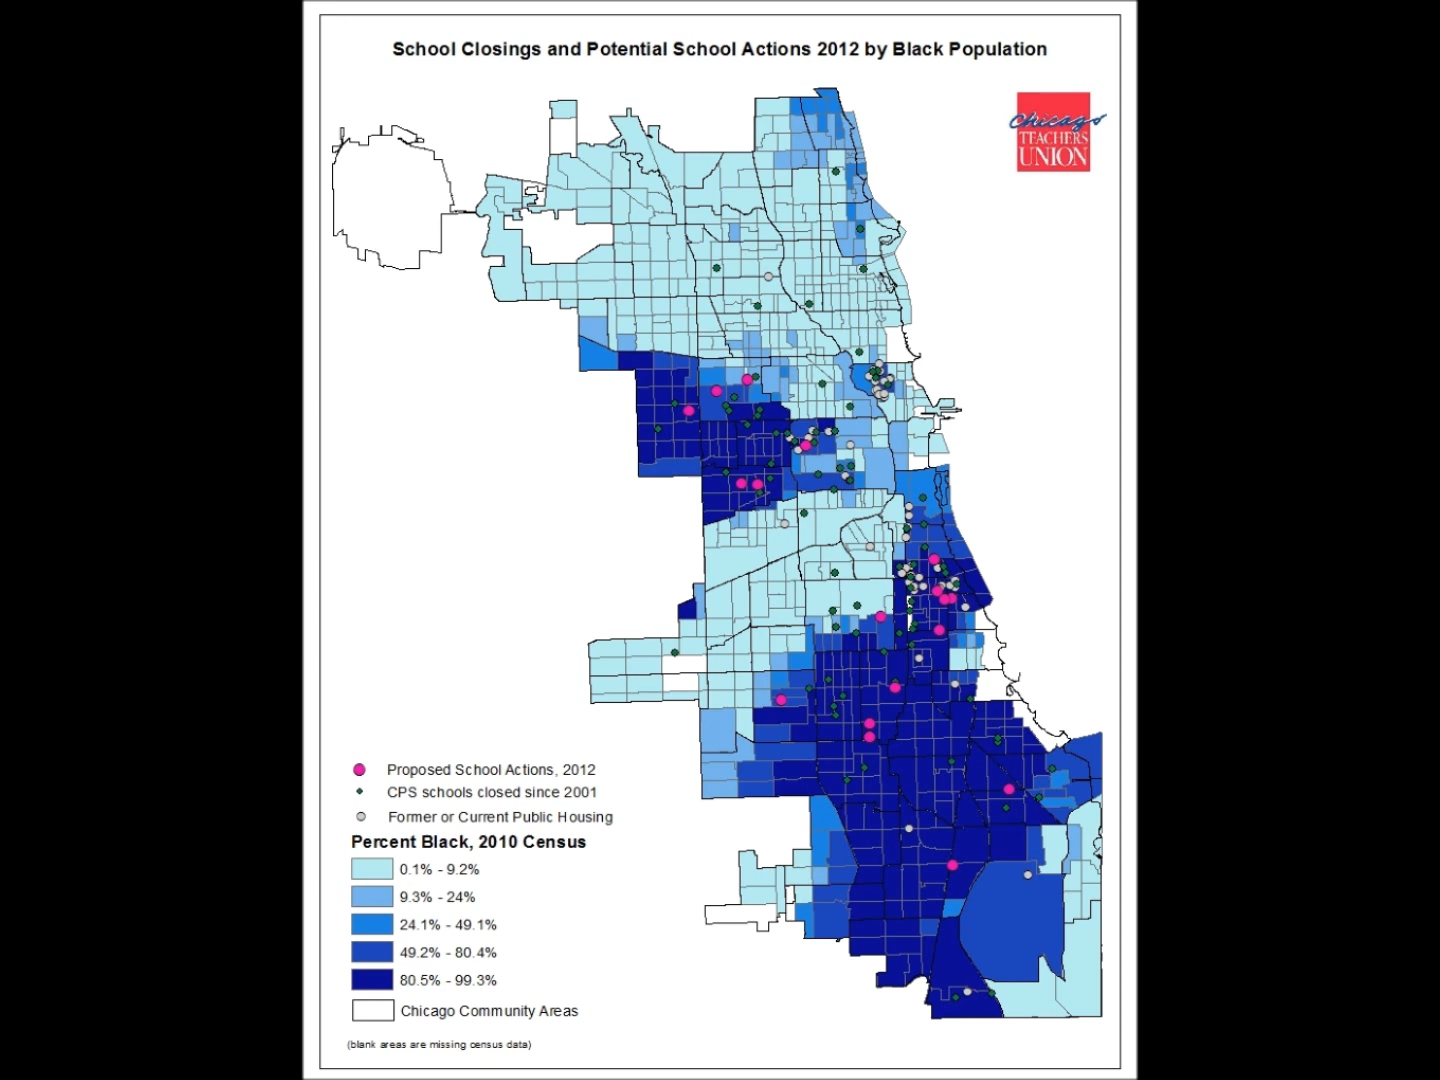 School Closings and Potential School Actions 2012 by Black Population
Chicago
TEACHERS
UNION
Proposed School Actions, 2012
CPS schools closed since 2001
Former or Current Public Housing
Percent Black, 2010 Census
0.1% - 9.2%
9.3% - 24%
24.1% - 49.1%
49.2% - 80.4%
80.5% - 99.3%
Chicago Community Areas
(blank areas are missing census data)